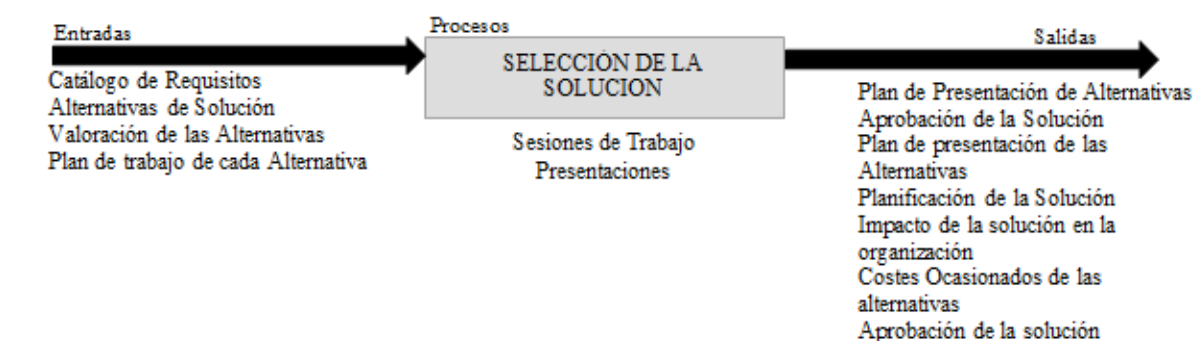 Entradas
Catálogo de Requisitos
Alternativas de Solución
Valoración de las Alternativas
Plan de trabajo de cada Alternativa
Procesos
SELECCIÓN DE LA
SOLUCION
Sesiones de Trabajo
Presentaciones
Salidas
Plan de Presentación de Alternativas
Aprobación de la Solución
Plan de presentación de las
Alternativas
Planificación de la Solución
Impacto de la solución en la
organización
Costes Ocasionados de las
alternativas
Aprobación de la solución